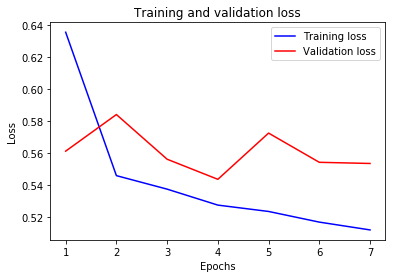 Training and validation loss
Training loss
Validation loss
0.64
0.62
0.60
0.58
0.56
0.54
0.52
Loss
1 2 3 4 5 6 7
Epochs